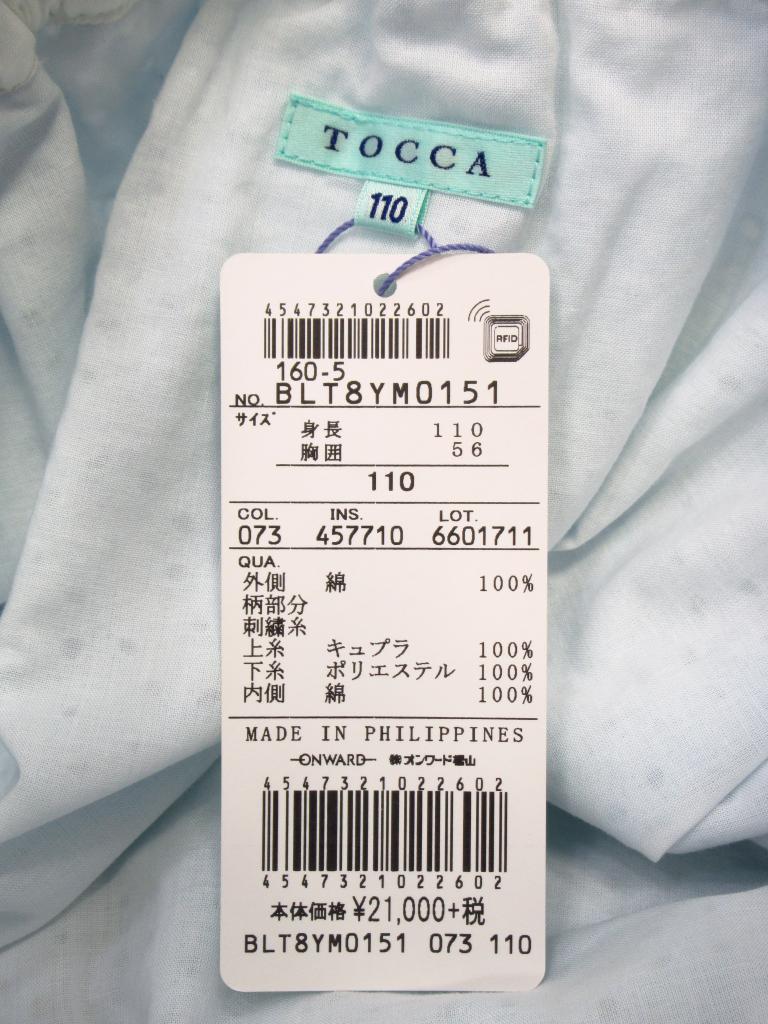 TOCCA
110
4547321022602
RFID
160-5
NO. BLT8YM0151
サイズ
身長 110
胸囲 56
110
COL. INS. LOT.
073 457710 6601711
QUA.
外側 綿 100%
柄部分
刺繍糸
上糸 キュプラ 100%
下糸 ポリエステル 100%
内側 綿 100%
MADE IN PHILIPPINES
ONWARD ㈱オンワード樫山
4547321022602
4547321022602
本体価格 ¥21,000+税
BLT8YM0151 073 110